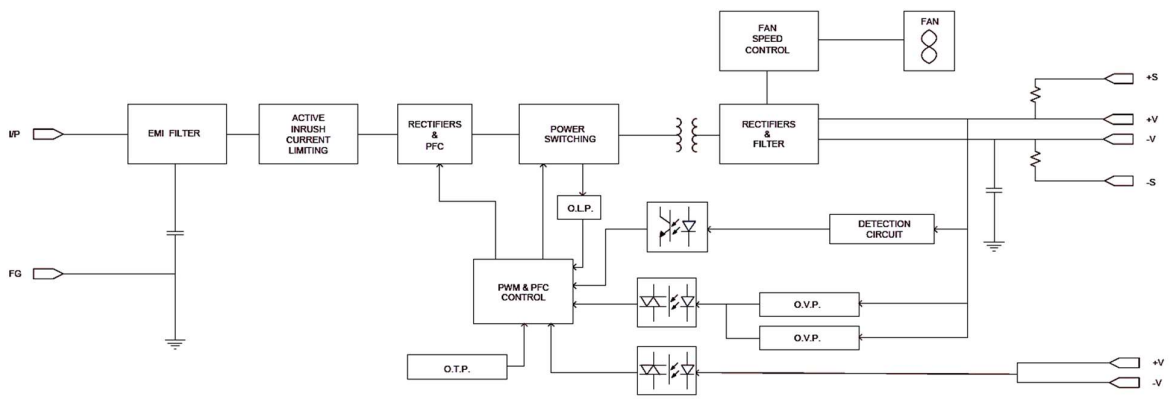 FAN
SPEED
CONTROL
FAN
+S
I/P
EMI FILTER
ACTIVE
INRUSH
CURRENT
LIMITING
RECTIFIERS
&
PFC
POWER
SWITCHING
RECTIFIERS
&
FILTER
+V
-V
-S
O.L.P.
DETECTION
CIRCUIT
FG
PWM & PFC
CONTROL
O.V.P.
O.V.P.
O.T.P.
+V
-V